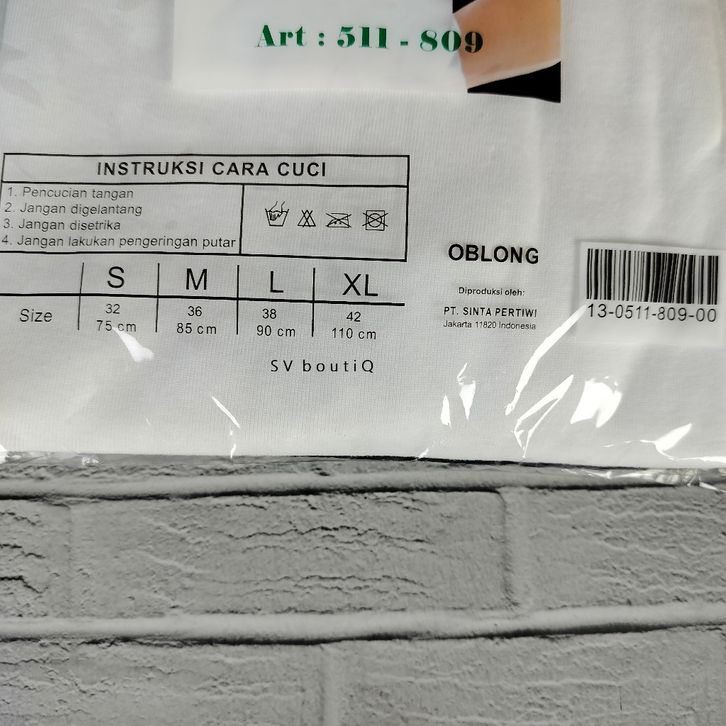 Art : 511 - 809
INSTRUKSI CARA CUCI
1. Pencucian tangan
2. Jangan digelantang
3. Jangan disetrika
4. Jangan lakukan pengeringan putar
S M L XL
Size 32 36 38 42
75 cm 85 cm 90 cm 110 cm
SV boutiQ
OBLONG
Diproduksi oleh:
PT. SINTA PERTIWI
Jakarta 11820 Indonesia
13-0511-809-00